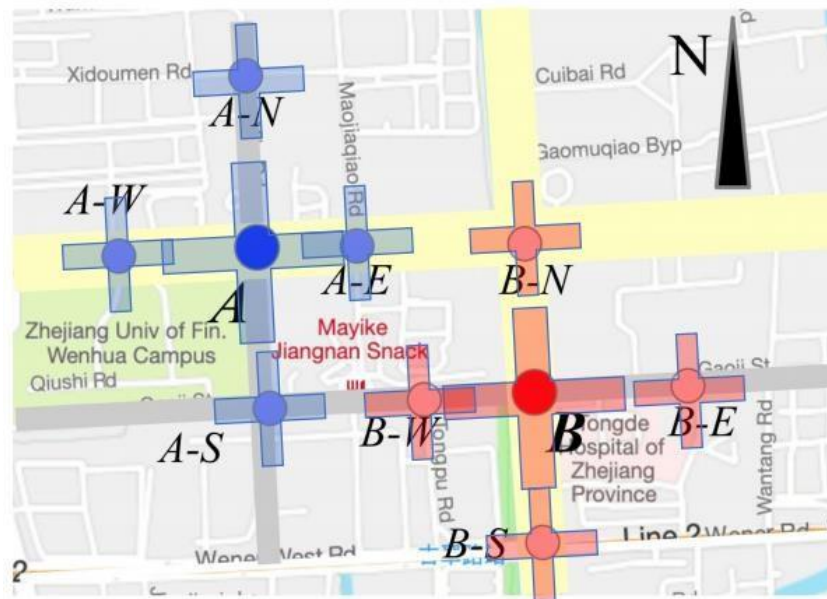 Xidoumen Rd
A-N
Maojiaqiao Rd
N
Cuibai Rd
Gaomuqiao Byp
A-W
A
A-E
B-N
Zhejiang Univ of Fin.
Wenhua Campus
Qiushi Rd
Mayike
Jiangnan Snack
Gaoji St
A-S
B-W
B
B-E
Tongde
Hospital of
Zhejiang
Province
Wantang Rd
Tongpu Rd
B-S
Line 2
West Rd
2